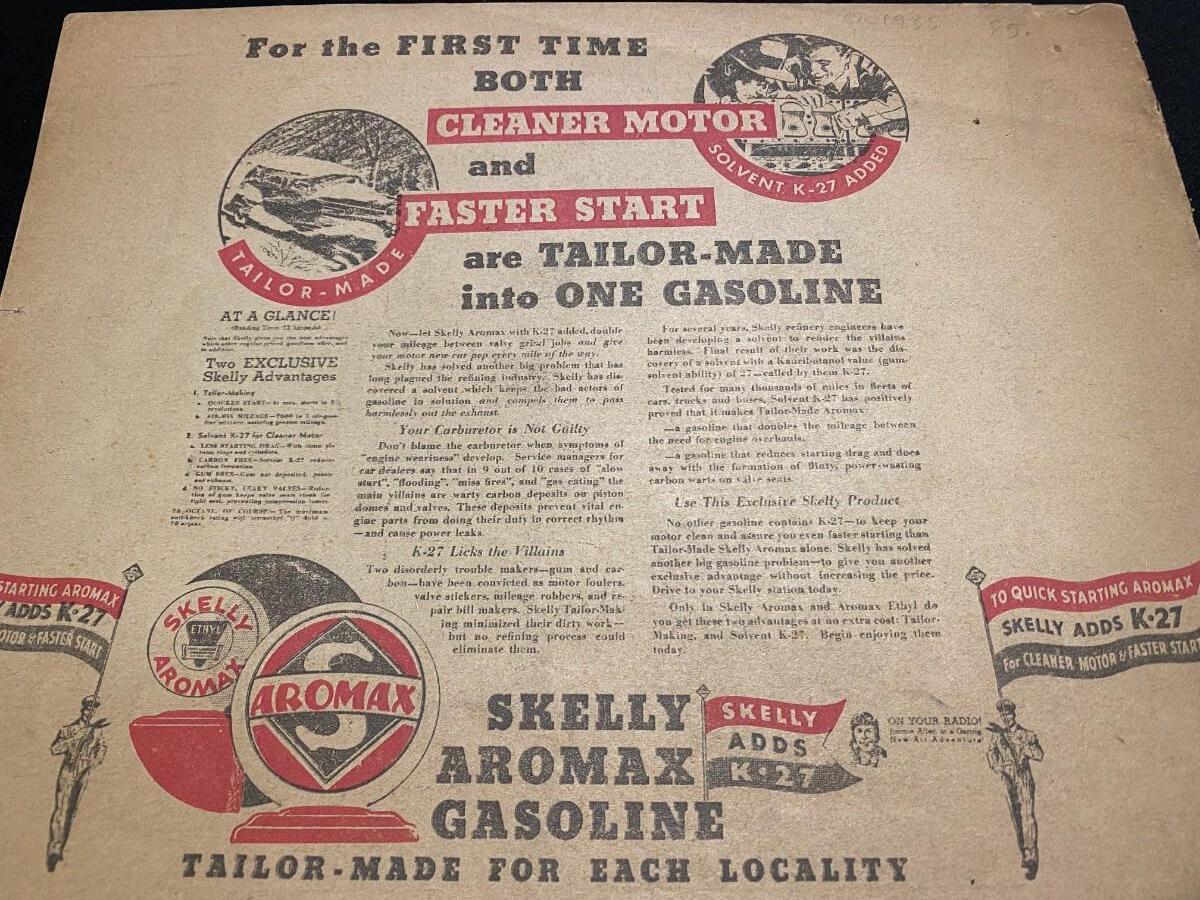 Ca 1935
85.
For the FIRST TIME
BOTH
CLEANER MOTOR
SOLVENT K-27 ADDED
and
FASTER START
TAILOR-MADE
are TAILOR-MADE
into ONE GASOLINE
AT A GLANCE!
Two EXCLUSIVE
Skelly Advantages
1. Tailor-Making
2. Solvent K-27 for Cleaner Motor
Now—let Skelly Aromax with K-27 added, double
your mileage between valve grind jobs and give
your motor new car pep every mile of the way.
Skelly has solved another big problem that has
long plagued the refining industry. Skelly has dis-
covered a solvent which keeps the bad actors of
gasoline in solution and compels them to pass
harmlessly out the exhaust.
Your Carburetor is Not Guilty
Don't blame the carburetor when symptoms of
"engine weariness" develop. Service managers for
car dealers say that in 9 out of 10 cases of "slow
start", "flooding", "miss fires", and "gas eating" the
main villains are warty carbon deposits on piston
domes and valves. These deposits prevent vital en-
gine parts from doing their duty in correct rhythm
—and cause power leaks.
K-27 Licks the Villains
Two disorderly trouble makers—gum and car-
bon—have been convicted as motor foulers,
valve stickers, mileage robbers, and re-
pair bill makers. Skelly Tailor-Mak-
ing minimized their dirty work—
but no refining process could
eliminate them.
For several years, Skelly refinery engineers have
been developing a solvent to render the villains
harmless. Final result of their work was the dis-
covery of a solvent with a Kauributanol value (gum-
solvent ability) of 27—called by them K-27.
Tested for many thousands of miles in fleets of
cars, trucks and buses, Solvent K-27 has positively
proved that it makes Tailor-Made Aromax:
—a gasoline that doubles the mileage between
the need for engine overhauls.
—a gasoline that reduces starting drag and does
away with the formation of flinty, power-wasting
carbon warts on valve seats.
Use This Exclusive Skelly Product
No other gasoline contains K-27—to keep your
motor clean and assure you even faster starting than
Tailor-Made Skelly Aromax alone. Skelly has solved
another big gasoline problem—to give you another
exclusive advantage without increasing the price.
Drive to your Skelly station today.
Only in Skelly Aromax and Aromax Ethyl do
you get these two advantages at no extra cost: Tailor-
Making, and Solvent K-27. Begin enjoying them
today.
STARTING AROMAX
ADDS K-27
MOTOR & FASTER START
TO QUICK STARTING AROMAX
SKELLY ADDS K-27
For CLEANER MOTOR & FASTER START
SKELLY
ETHYL
AROMAX
AROMAX
S
SKELLY
AROMAX
GASOLINE
SKELLY
ADDS
K-27
ON YOUR RADIO!
Jimmie Allen in a Daring
New Air Adventure
TAILOR-MADE FOR EACH LOCALITY